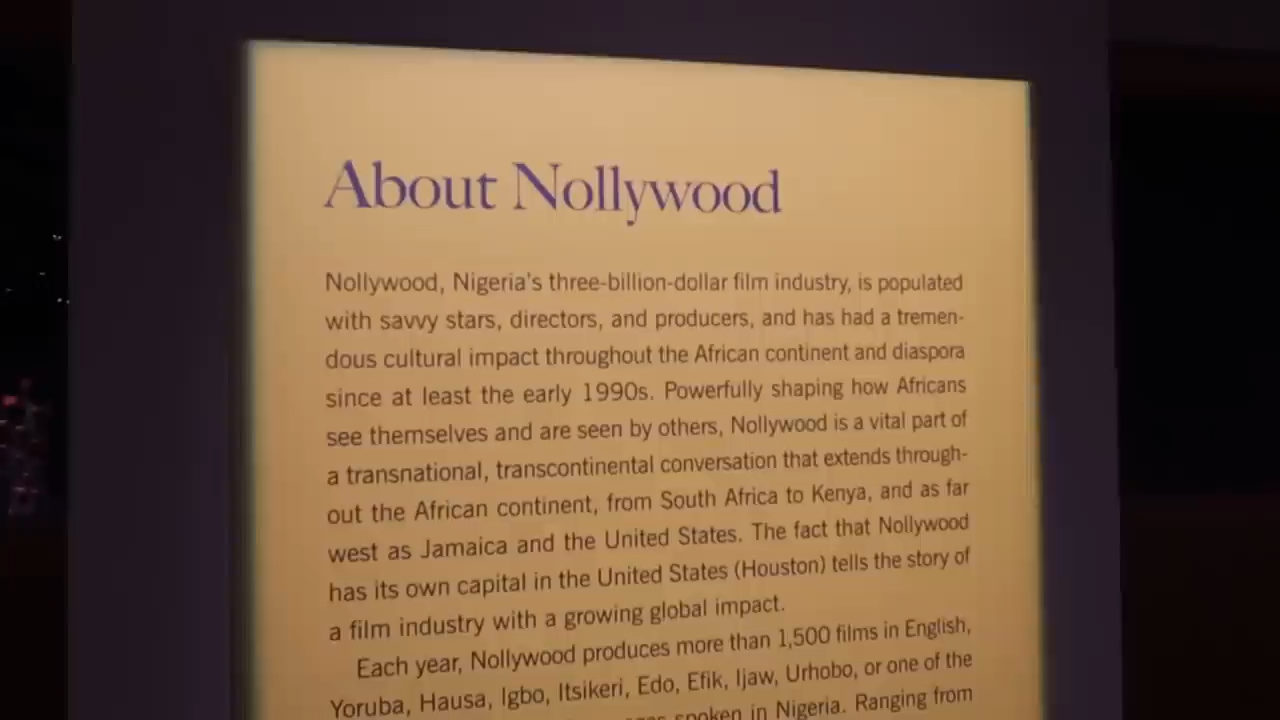 About Nollywood
Nollywood, Nigeria's three-billion-dollar film industry, is populated
with savvy stars, directors, and producers, and has had a tremen-
dous cultural impact throughout the African continent and diaspora
since at least the early 1990s. Powerfully shaping how Africans
see themselves and are seen by others, Nollywood is a vital part of
a transnational, transcontinental conversation that extends through-
out the African continent, from South Africa to Kenya, and as far
west as Jamaica and the United States. The fact that Nollywood
has its own capital in the United States (Houston) tells the story of
a film industry with a growing global impact.
Each year, Nollywood produces more than 1,500 films in English,
Yoruba, Hausa, Igbo, Itsikeri, Edo, Efik, Ijaw, Urhobo, or one of the
spoken in Nigeria. Ranging from